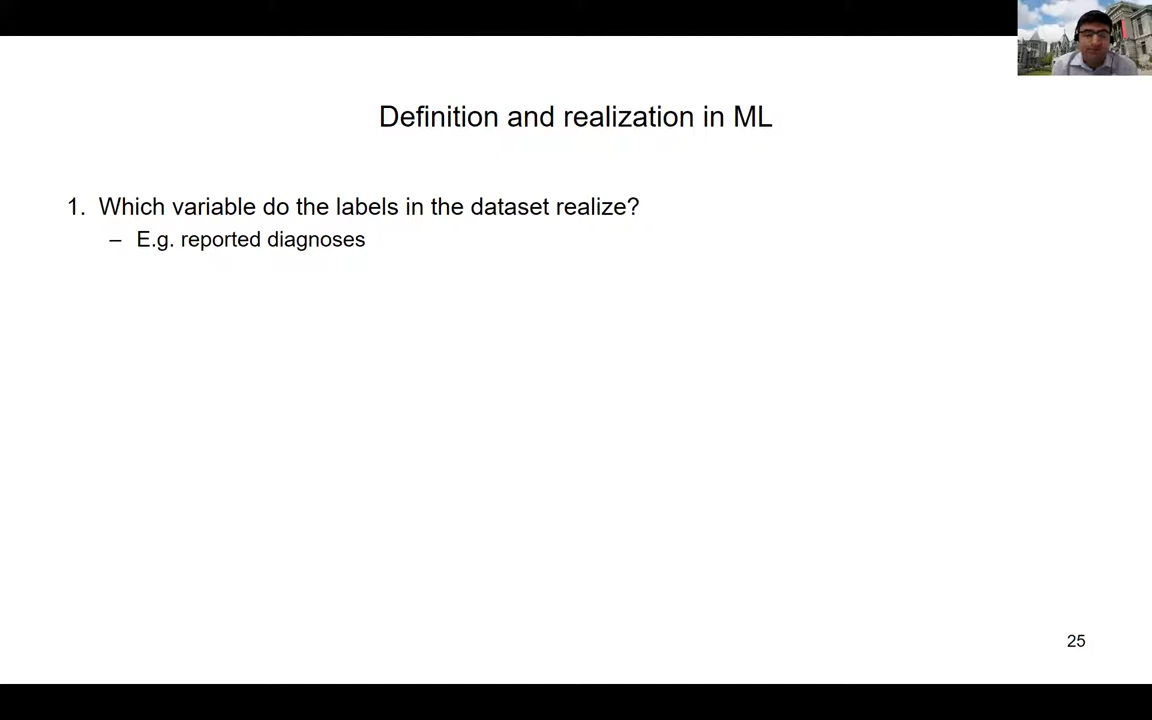 Definition and realization in ML
1. Which variable do the labels in the dataset realize?
– E.g. reported diagnoses
25